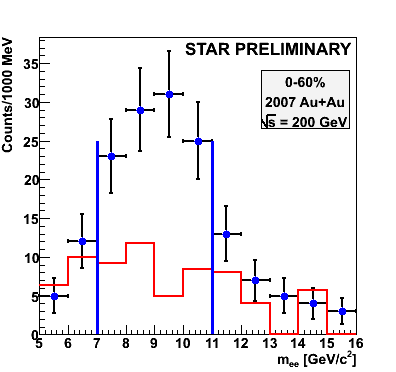 STAR PRELIMINARY
0-60%
2007 Au+Au
√s = 200 GeV
Counts/1000 MeV
35
30
25
20
15
10
5
0
5 6 7 8 9 10 11 12 13 14 15 16
m_ee [GeV/c²]